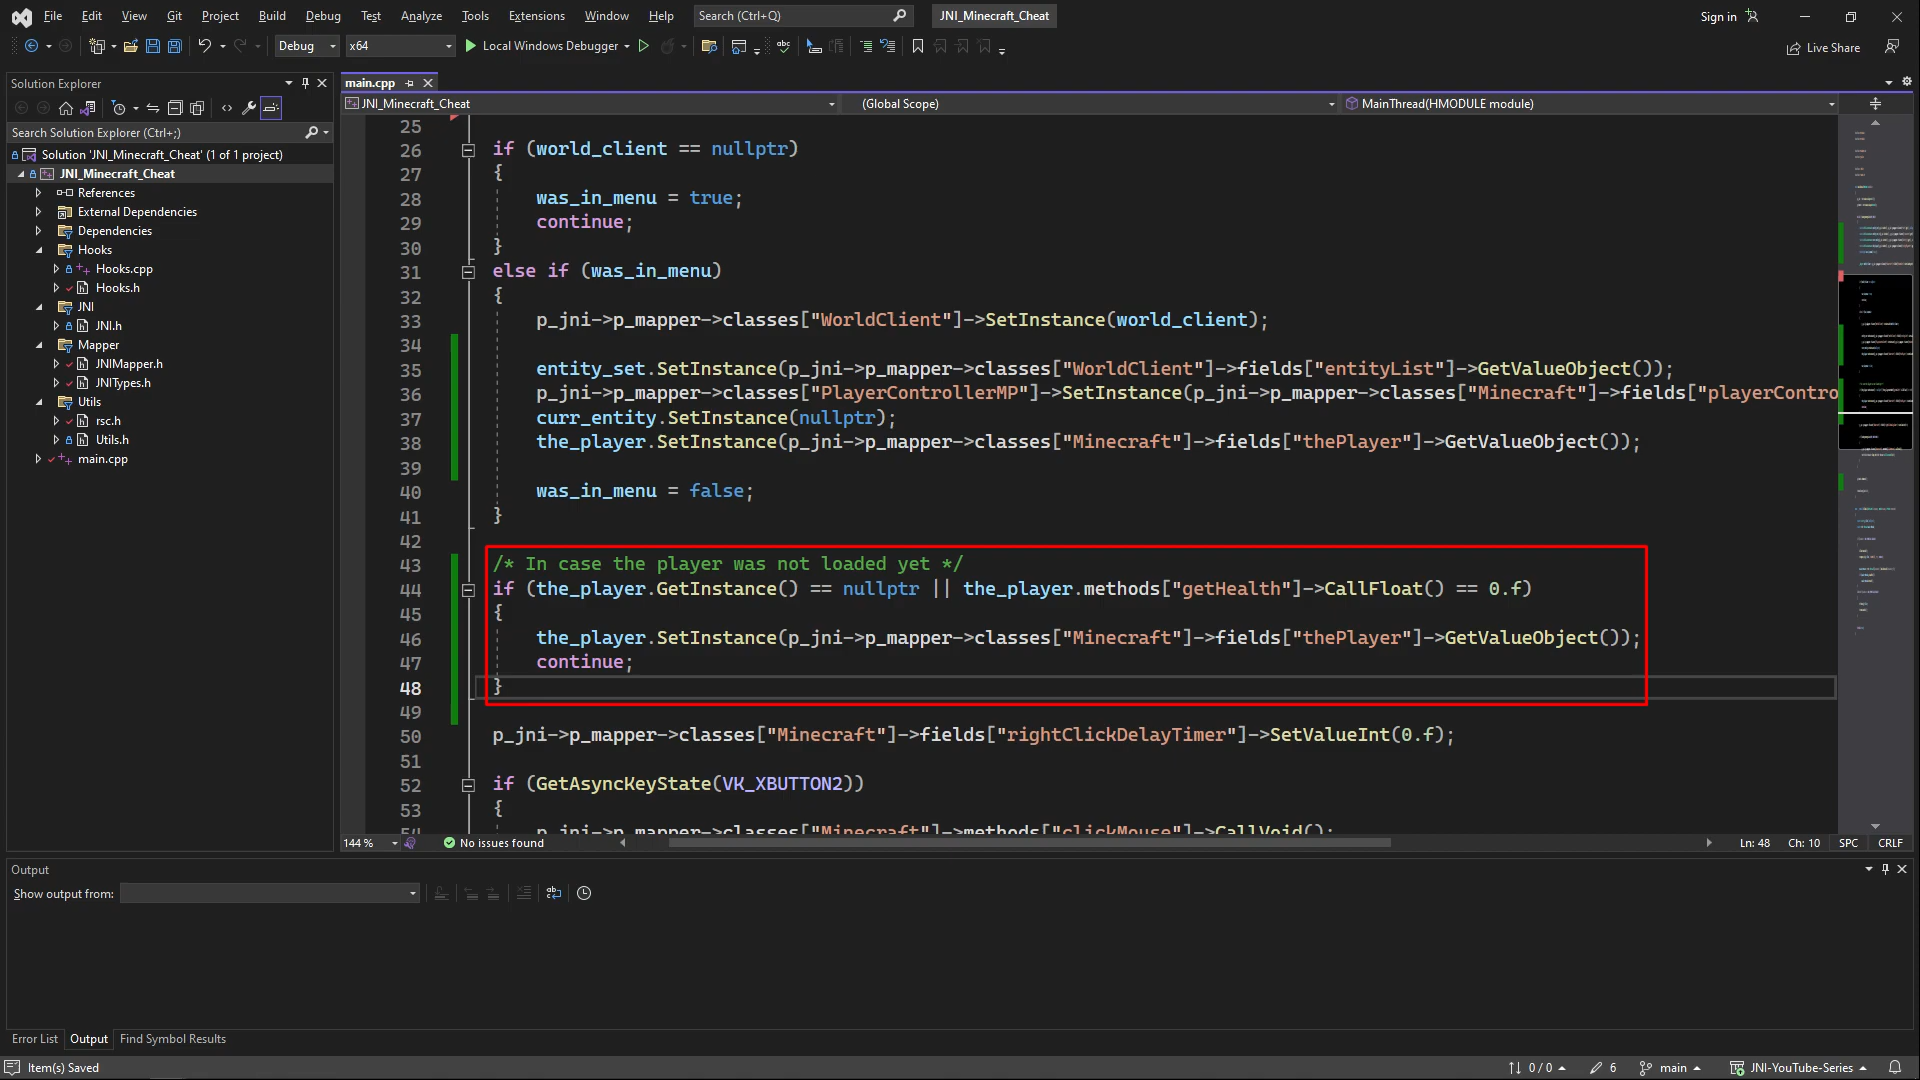 File Edit View Git Project Build Debug Test Analyze Tools Extensions Window Help Search (Ctrl+Q) JNI_Minecraft_Cheat Sign in
Debug x64 Local Windows Debugger Live Share
Solution Explorer
Search Solution Explorer (Ctrl+;)
Solution 'JNI_Minecraft_Cheat' (1 of 1 project)
JNI_Minecraft_Cheat
References
External Dependencies
Dependencies
Hooks
Hooks.cpp
Hooks.h
JNI
JNI.h
Mapper
JNIMapper.h
JNITypes.h
Utils
rsc.h
Utils.h
main.cpp
main.cpp
JNI_Minecraft_Cheat (Global Scope) MainThread(HMODULE module)
25
26 if (world_client == nullptr)
27 {
28 was_in_menu = true;
29 continue;
30 }
31 else if (was_in_menu)
32 {
33 p_jni->p_mapper->classes["WorldClient"]->SetInstance(world_client);
34
35 entity_set.SetInstance(p_jni->p_mapper->classes["WorldClient"]->fields["entityList"]->GetValueObject());
36 p_jni->p_mapper->classes["PlayerControllerMP"]->SetInstance(p_jni->p_mapper->classes["Minecraft"]->fields["playerContro
37 curr_entity.SetInstance(nullptr);
38 the_player.SetInstance(p_jni->p_mapper->classes["Minecraft"]->fields["thePlayer"]->GetValueObject());
39
40 was_in_menu = false;
41 }
42
43 /* In case the player was not loaded yet */
44 if (the_player.GetInstance() == nullptr || the_player.methods["getHealth"]->CallFloat() == 0.f)
45 {
46 the_player.SetInstance(p_jni->p_mapper->classes["Minecraft"]->fields["thePlayer"]->GetValueObject());
47 continue;
48 }
49
50 p_jni->p_mapper->classes["Minecraft"]->fields["rightClickDelayTimer"]->SetValueInt(0.f);
51
52 if (GetAsyncKeyState(VK_XBUTTON2))
53 {
54 p_jni->p_mapper->classes["Minecraft"]->methods["clickMouse"]->CallVoid();
144 % No issues found Ln: 48 Ch: 10 SPC CRLF
Output
Show output from:
Error List Output Find Symbol Results
Item(s) Saved 0 / 0 6 main JNI-YouTube-Series